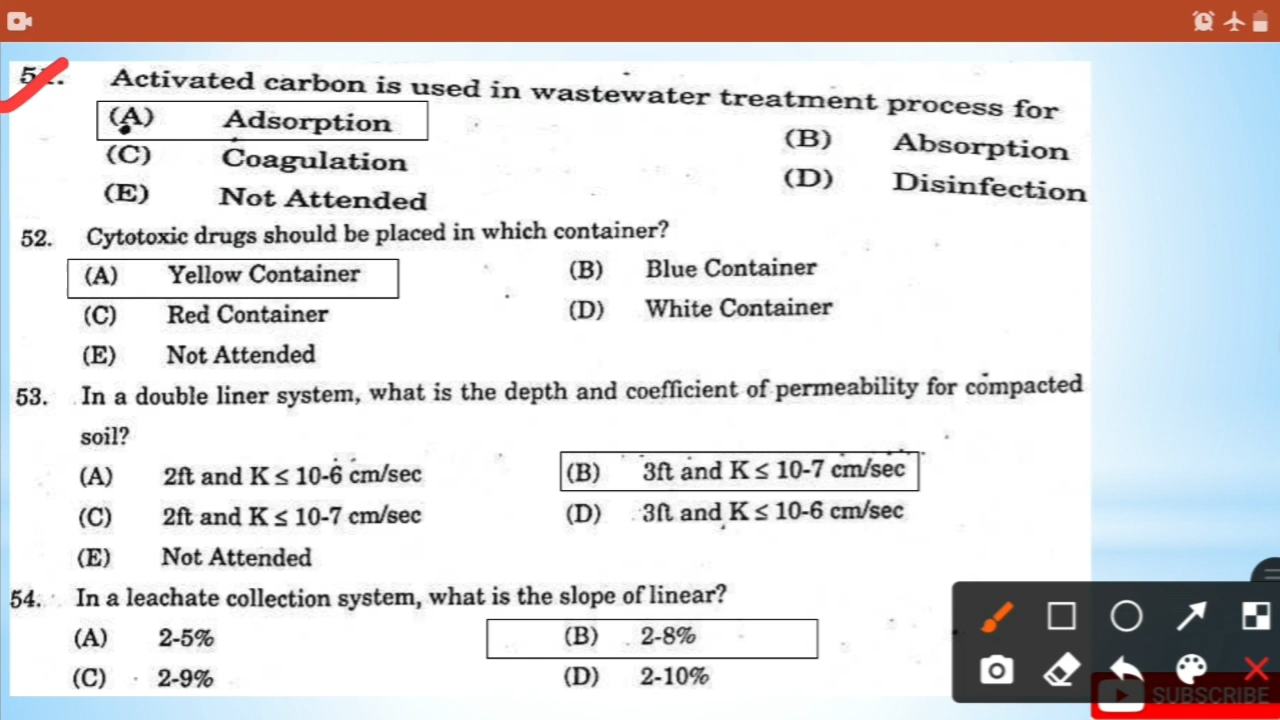 51. Activated carbon is used in wastewater treatment process for
(A) Adsorption (B) Absorption
(C) Coagulation (D) Disinfection
(E) Not Attended
52. Cytotoxic drugs should be placed in which container?
(A) Yellow Container (B) Blue Container
(C) Red Container (D) White Container
(E) Not Attended
53. In a double liner system, what is the depth and coefficient of permeability for compacted
soil?
(A) 2ft and K ≤ 10-6 cm/sec (B) 3ft and K ≤ 10-7 cm/sec
(C) 2ft and K ≤ 10-7 cm/sec (D) 3ft and K ≤ 10-6 cm/sec
(E) Not Attended
54. In a leachate collection system, what is the slope of linear?
(A) 2-5% (B) 2-8%
(C) 2-9% (D) 2-10%
SUBSCRIBE